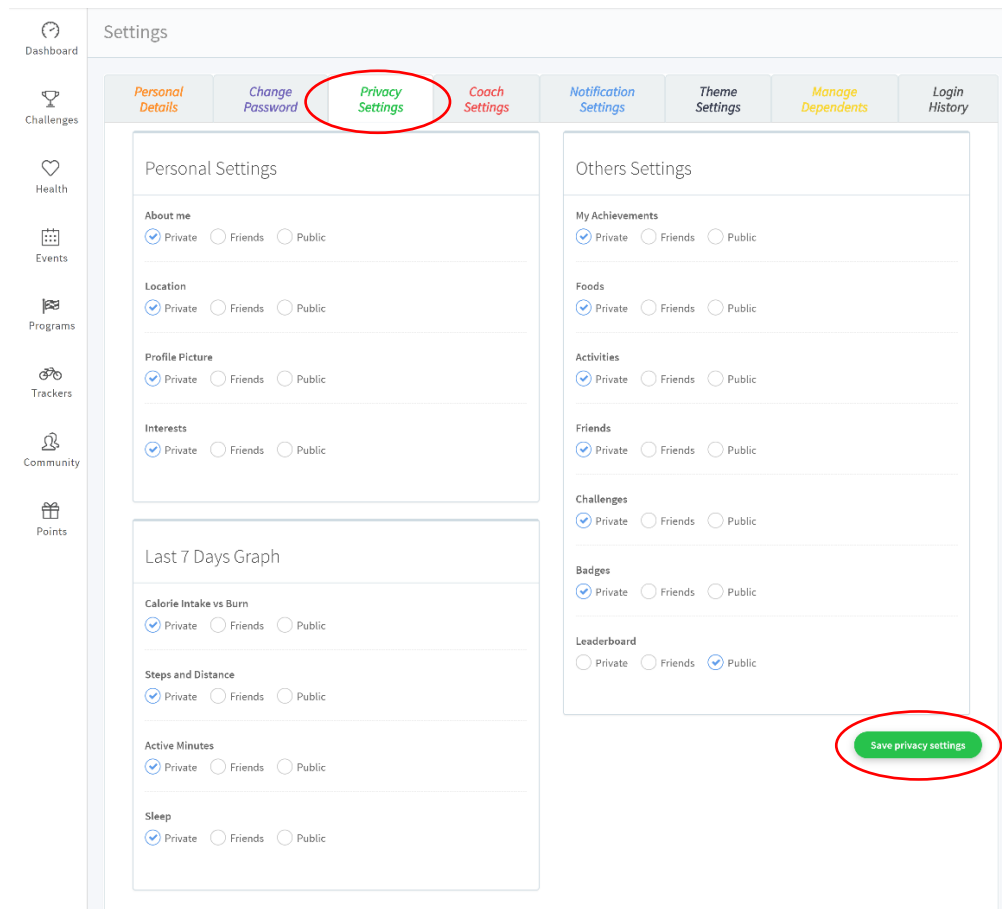 Settings
Dashboard
Challenges
Health
Events
Programs
Trackers
Community
Points
Personal Details
Change Password
Privacy Settings
Coach Settings
Notification Settings
Theme Settings
Manage Dependents
Login History
Personal Settings
About me
Private Friends Public
Location
Private Friends Public
Profile Picture
Private Friends Public
Interests
Private Friends Public
Last 7 Days Graph
Calorie Intake vs Burn
Private Friends Public
Steps and Distance
Private Friends Public
Active Minutes
Private Friends Public
Sleep
Private Friends Public
Others Settings
My Achievements
Private Friends Public
Foods
Private Friends Public
Activities
Private Friends Public
Friends
Private Friends Public
Challenges
Private Friends Public
Badges
Private Friends Public
Leaderboard
Private Friends Public
Save privacy settings